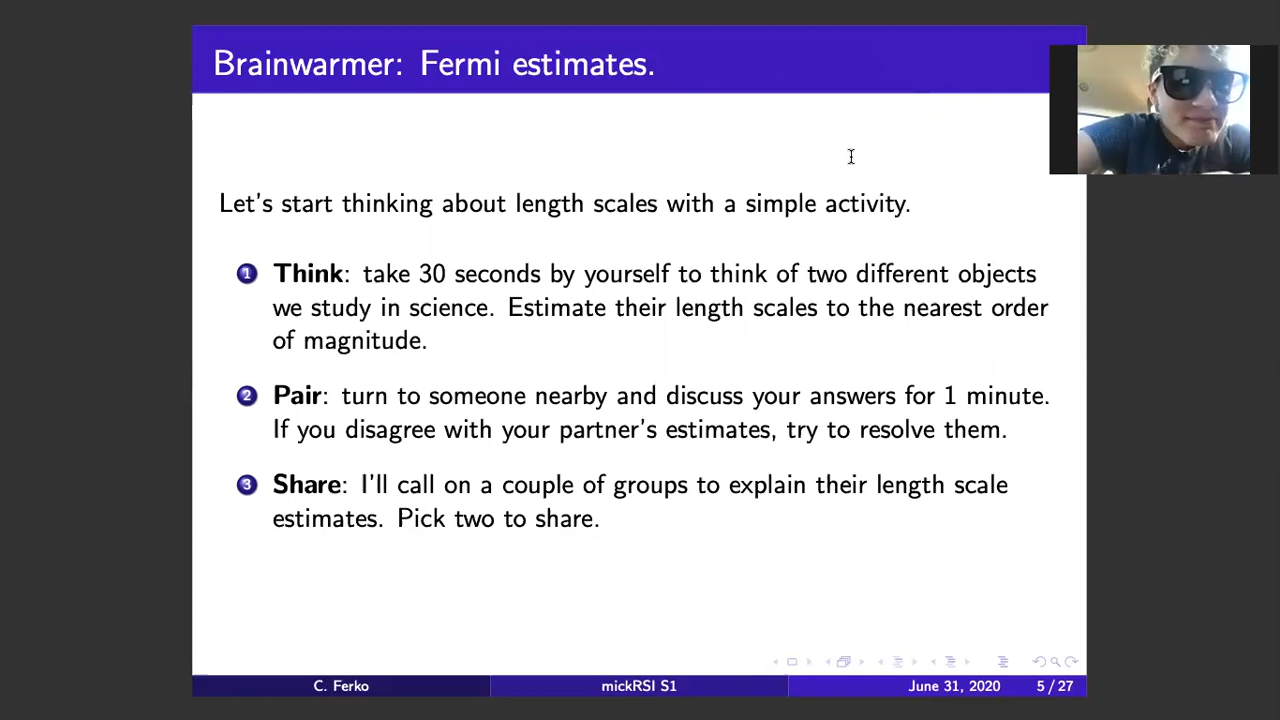 Brainwarmer: Fermi estimates.
Let's start thinking about length scales with a simple activity.
1 Think: take 30 seconds by yourself to think of two different objects
we study in science. Estimate their length scales to the nearest order
of magnitude.
2 Pair: turn to someone nearby and discuss your answers for 1 minute.
If you disagree with your partner's estimates, try to resolve them.
3 Share: I'll call on a couple of groups to explain their length scale
estimates. Pick two to share.
C. Ferko mickRSI S1 June 31, 2020 5 / 27